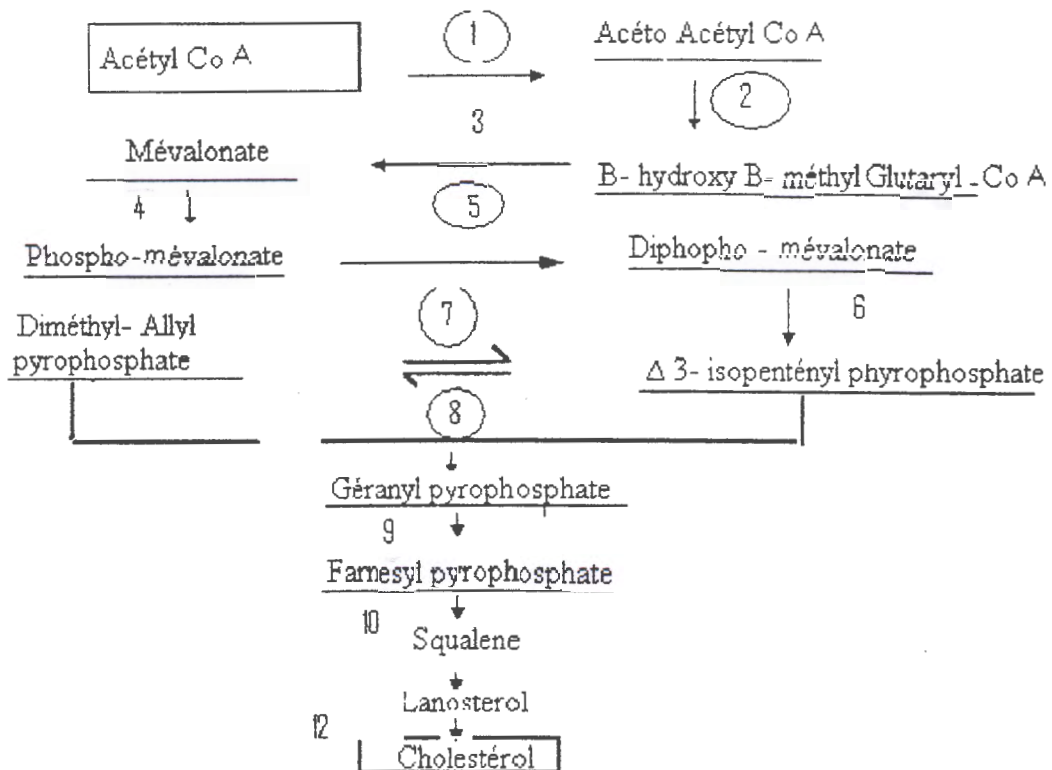 1
Acétyl Co A
Acéto Acétyl Co A
2
3
Mévalonate
B- hydroxy B- méthyl Glutaryl - Co A
4
5
Phospho-mévalonate
Diphopho - mévalonate
6
7
Diméthyl- Allyl
pyrophosphate
Δ 3- isopentényl phyrophosphate
8
Géranyl pyrophosphate
9
Farnesyl pyrophosphate
10
Squalene
Lanosterol
12
Cholestérol